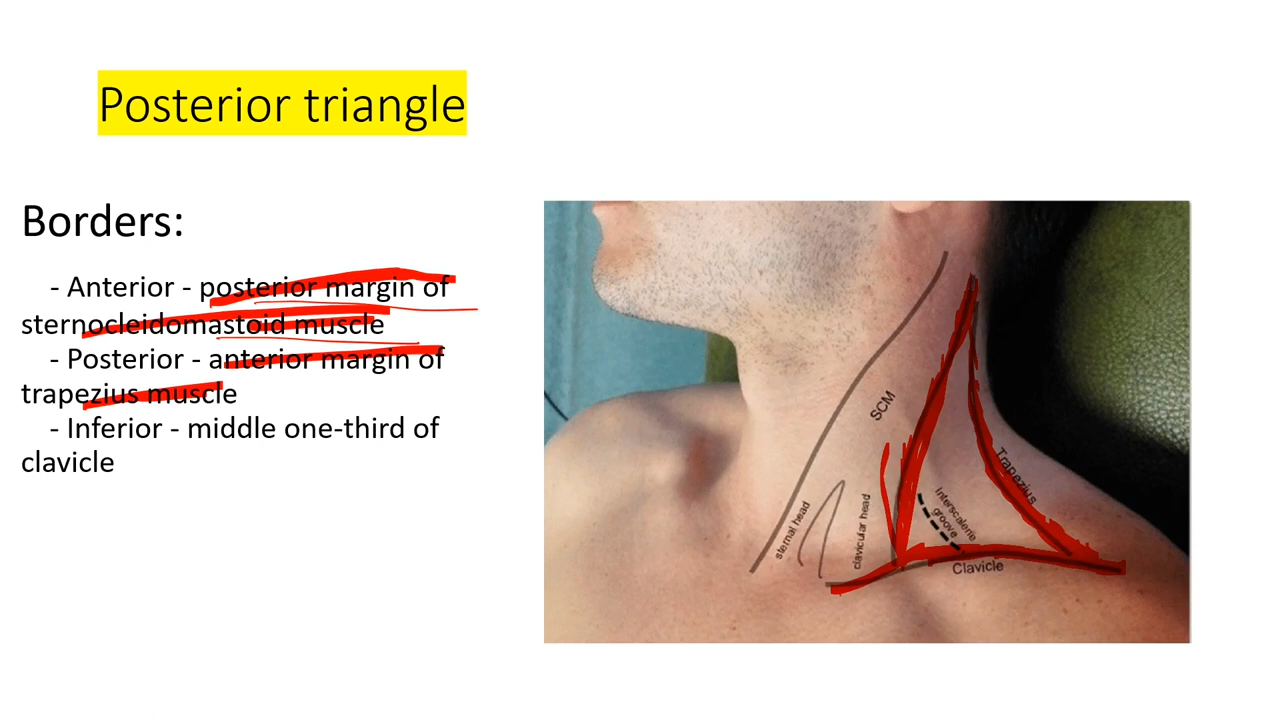 Posterior triangle
Borders:
- Anterior - posterior margin of
sternocleidomastoid muscle
- Posterior - anterior margin of
trapezius muscle
- Inferior - middle one-third of
clavicle
SCM
Trapezius
Interscalene
groove
sternal head
clavicular head
Clavicle